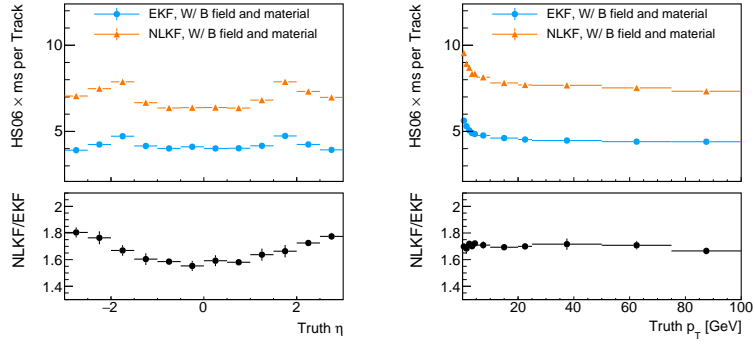 EKF, W/ B field and material
NLKF, W/ B field and material
HS06 × ms per Track
10
5
NLKF/EKF
2
1.8
1.6
1.4
−2
0
2
Truth η
EKF, W/ B field and material
NLKF, W/ B field and material
HS06 × ms per Track
10
5
NLKF/EKF
2
1.8
1.6
1.4
20
40
60
80
100
Truth p_T [GeV]